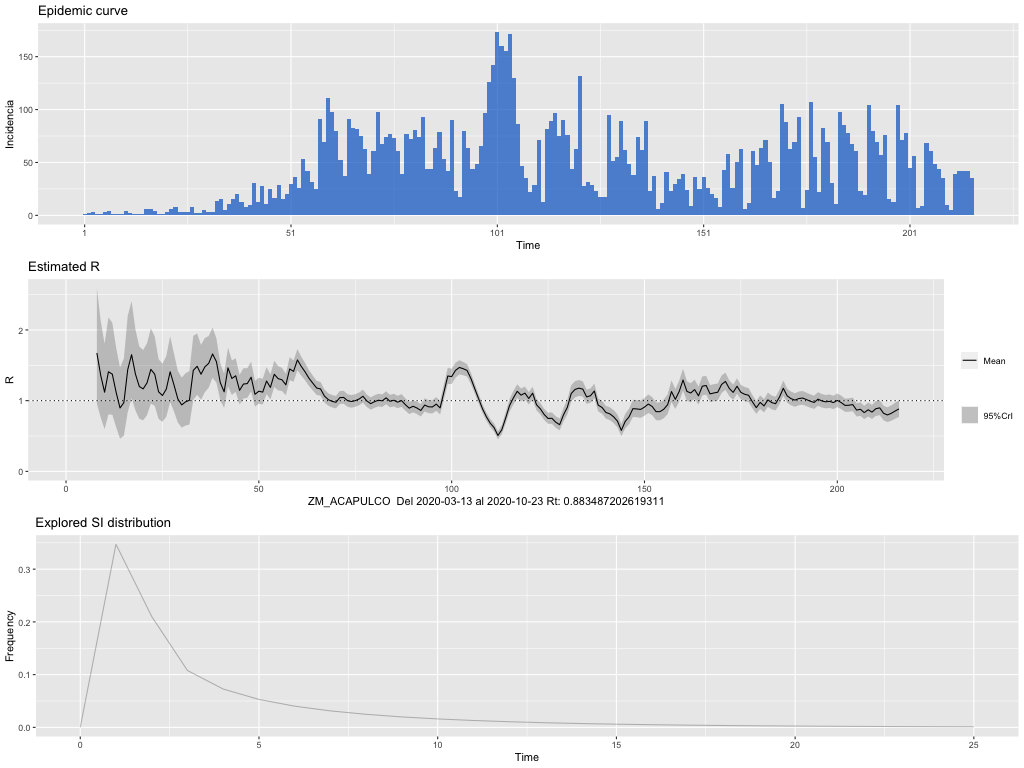 Epidemic curve
Incidencia
150
100
50
0
1
51
101
151
201
Time
Estimated R
R
2
1
0
0
50
100
150
200
ZM_ACAPULCO Del 2020-03-13 al 2020-10-23 Rt: 0.883487202619311
Mean
95%CrI
Explored SI distribution
Frequency
0.3
0.2
0.1
0.0
0
5
10
15
20
25
Time